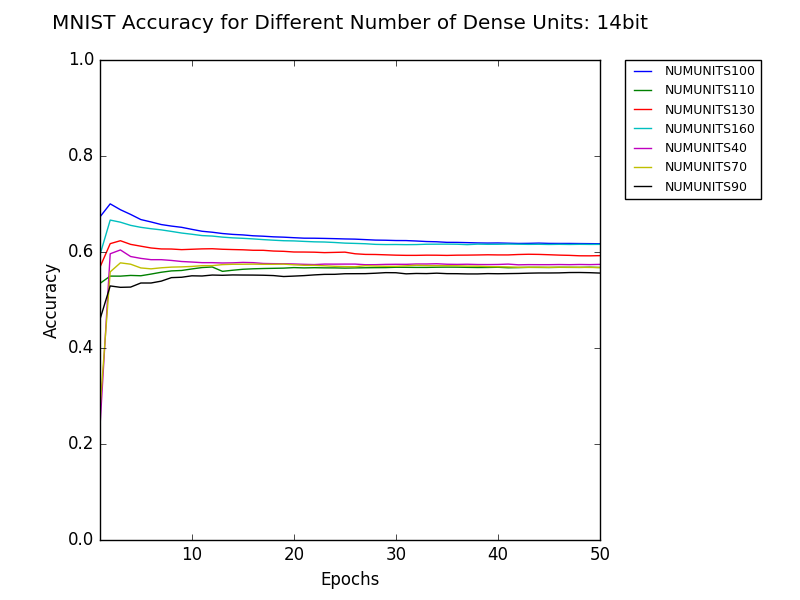 MNIST Accuracy for Different Number of Dense Units: 14bit
1.0
0.8
0.6
0.4
0.2
0.0
Accuracy
10 20 30 40 50
Epochs
NUMUNITS100
NUMUNITS110
NUMUNITS130
NUMUNITS160
NUMUNITS40
NUMUNITS70
NUMUNITS90